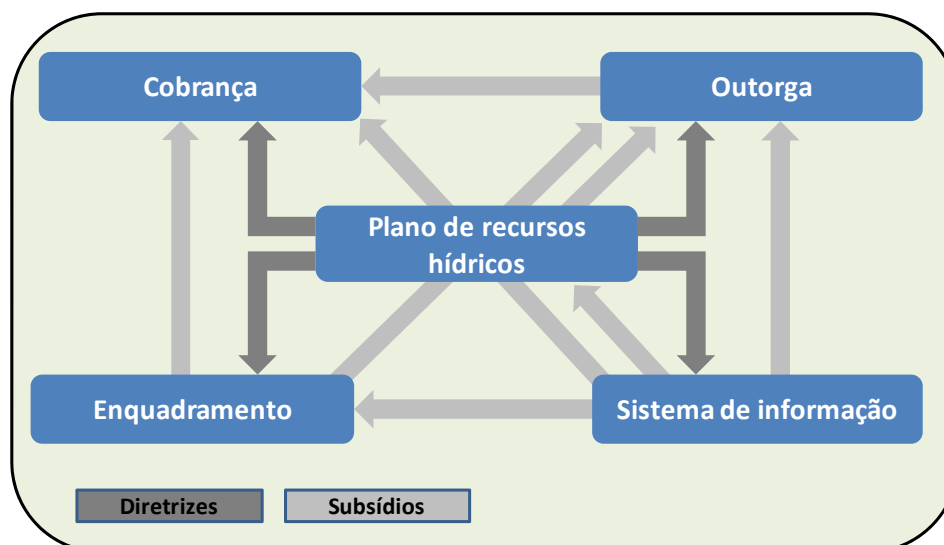 Cobrança
Outorga
Plano de recursos
hídricos
Enquadramento
Sistema de informação
Diretrizes
Subsídios